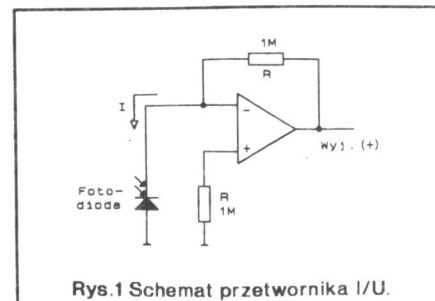 1M
R
I
-
+
Wyj.(+)
Foto-
dioda
R
1M
Rys.1 Schemat przetwornika I/U.